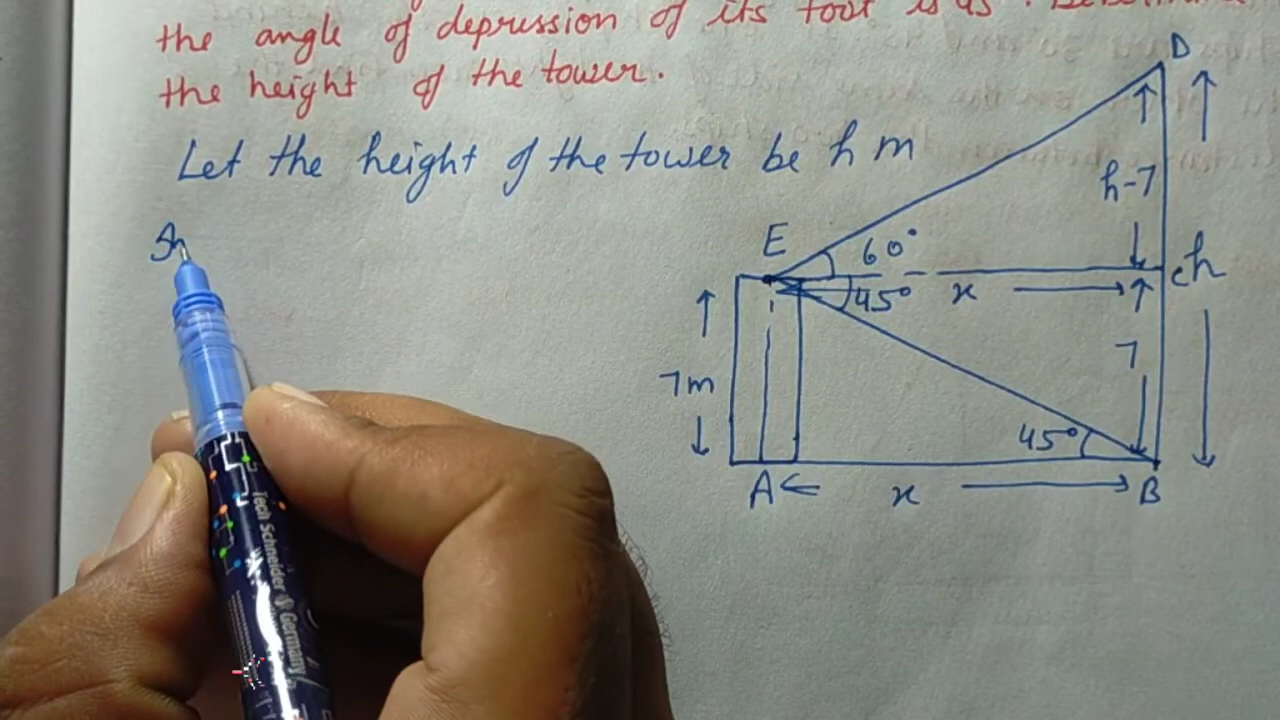 the angle of depression of its foot is 45°.
the height of the tower.
Let the height of the tower be h m
D
h-7
E
60°
c
h
45°
x
7
7m
45°
A
x
B
Tech Schneider Germany